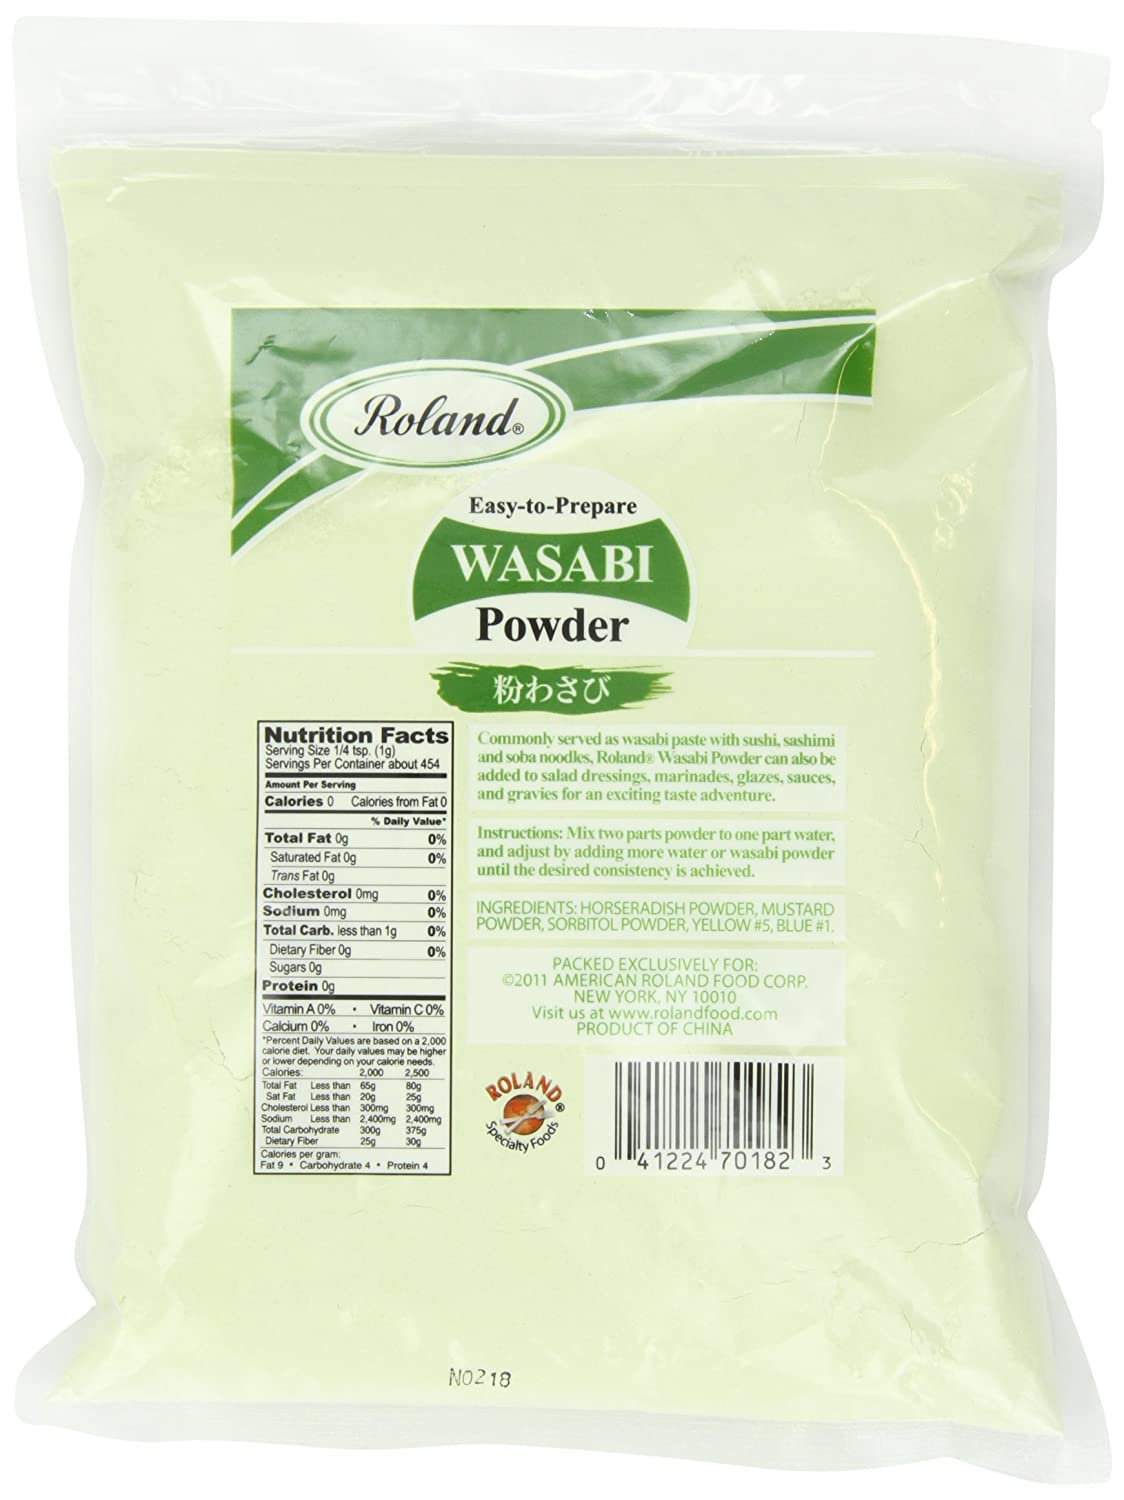 Roland®
Easy-to-Prepare
WASABI
Powder
粉わさび
Nutrition Facts
Serving Size 1/4 tsp. (1g)
Servings Per Container about 454
Amount Per Serving
Calories 0 Calories from Fat 0
% Daily Value*
Total Fat 0g 0%
Saturated Fat 0g 0%
Trans Fat 0g
Cholesterol 0mg 0%
Sodium 0mg 0%
Total Carb. less than 1g 0%
Dietary Fiber 0g 0%
Sugars 0g
Protein 0g
Vitamin A 0% • Vitamin C 0%
Calcium 0% • Iron 0%
*Percent Daily Values are based on a 2,000
calorie diet. Your daily values may be higher
or lower depending on your calorie needs.
Calories: 2,000 2,500
Total Fat Less than 65g 80g
Sat Fat Less than 20g 25g
Cholesterol Less than 300mg 300mg
Sodium Less than 2,400mg 2,400mg
Total Carbohydrate 300g 375g
Dietary Fiber 25g 30g
Calories per gram:
Fat 9 • Carbohydrate 4 • Protein 4
Commonly served as wasabi paste with sushi, sashimi
and soba noodles, Roland® Wasabi Powder can also be
added to salad dressings, marinades, glazes, sauces,
and gravies for an exciting taste adventure.
Instructions: Mix two parts powder to one part water,
and adjust by adding more water or wasabi powder
until the desired consistency is achieved.
INGREDIENTS: HORSERADISH POWDER, MUSTARD
POWDER, SORBITOL POWDER, YELLOW #5, BLUE #1.
PACKED EXCLUSIVELY FOR:
©2011 AMERICAN ROLAND FOOD CORP.
NEW YORK, NY 10010
Visit us at www.rolandfood.com
PRODUCT OF CHINA
ROLAND®
Specialty Foods
0 41224 70182 3
N0218